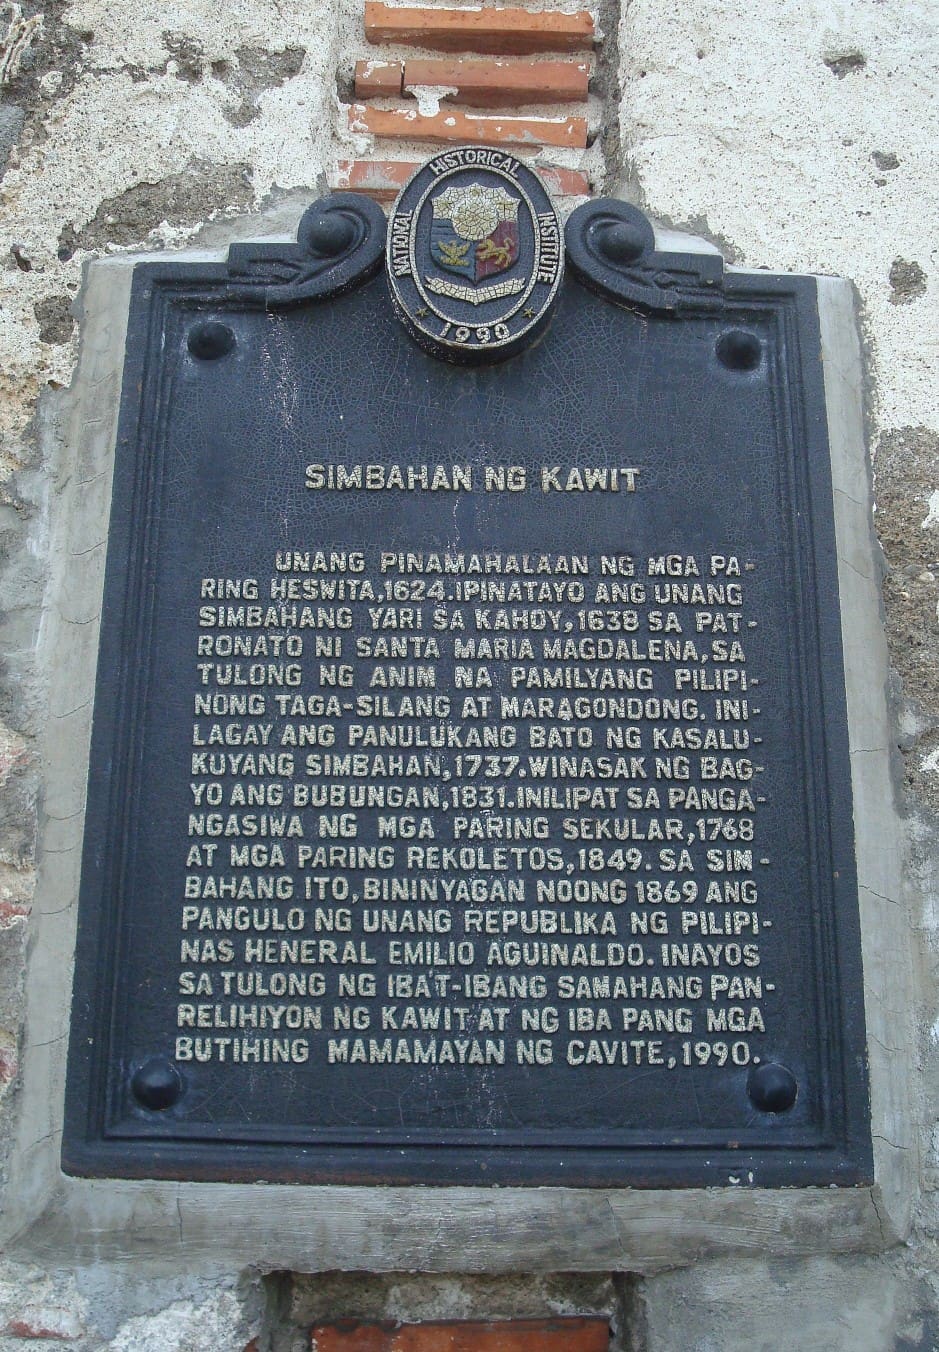 NATIONAL HISTORICAL INSTITUTE
1990
SIMBAHAN NG KAWIT
UNANG PINAMAHALAAN NG MGA PA-
RING HESWITA,1624.IPINATAYO ANG UNANG
SIMBAHANG YARI SA KAHOY,1638 SA PAT-
RONATO NI SANTA MARIA MAGDALENA,SA
TULONG NG ANIM NA PAMILYANG PILIPI-
NONG TAGA-SILANG AT MARAGONDONG. INI-
LAGAY ANG PANULUKANG BATO NG KASALU-
KUYANG SIMBAHAN,1737.WINASAK NG BAG-
YO ANG BUBUNGAN,1831.INILIPAT SA PANGA-
NGASIWA NG MGA PARING SEKULAR,1768
AT MGA PARING REKOLETOS,1849. SA SIM-
BAHANG ITO,BININYAGAN NOONG 1869 ANG
PANGULO NG UNANG REPUBLIKA NG PILIPI-
NAS HENERAL EMILIO AGUINALDO. INAYOS
SA TULONG NG IBA'T-IBANG SAMAHANG PAN-
RELIHIYON NG KAWIT AT NG IBA PANG MGA
BUTIHING MAMAMAYAN NG CAVITE,1990.